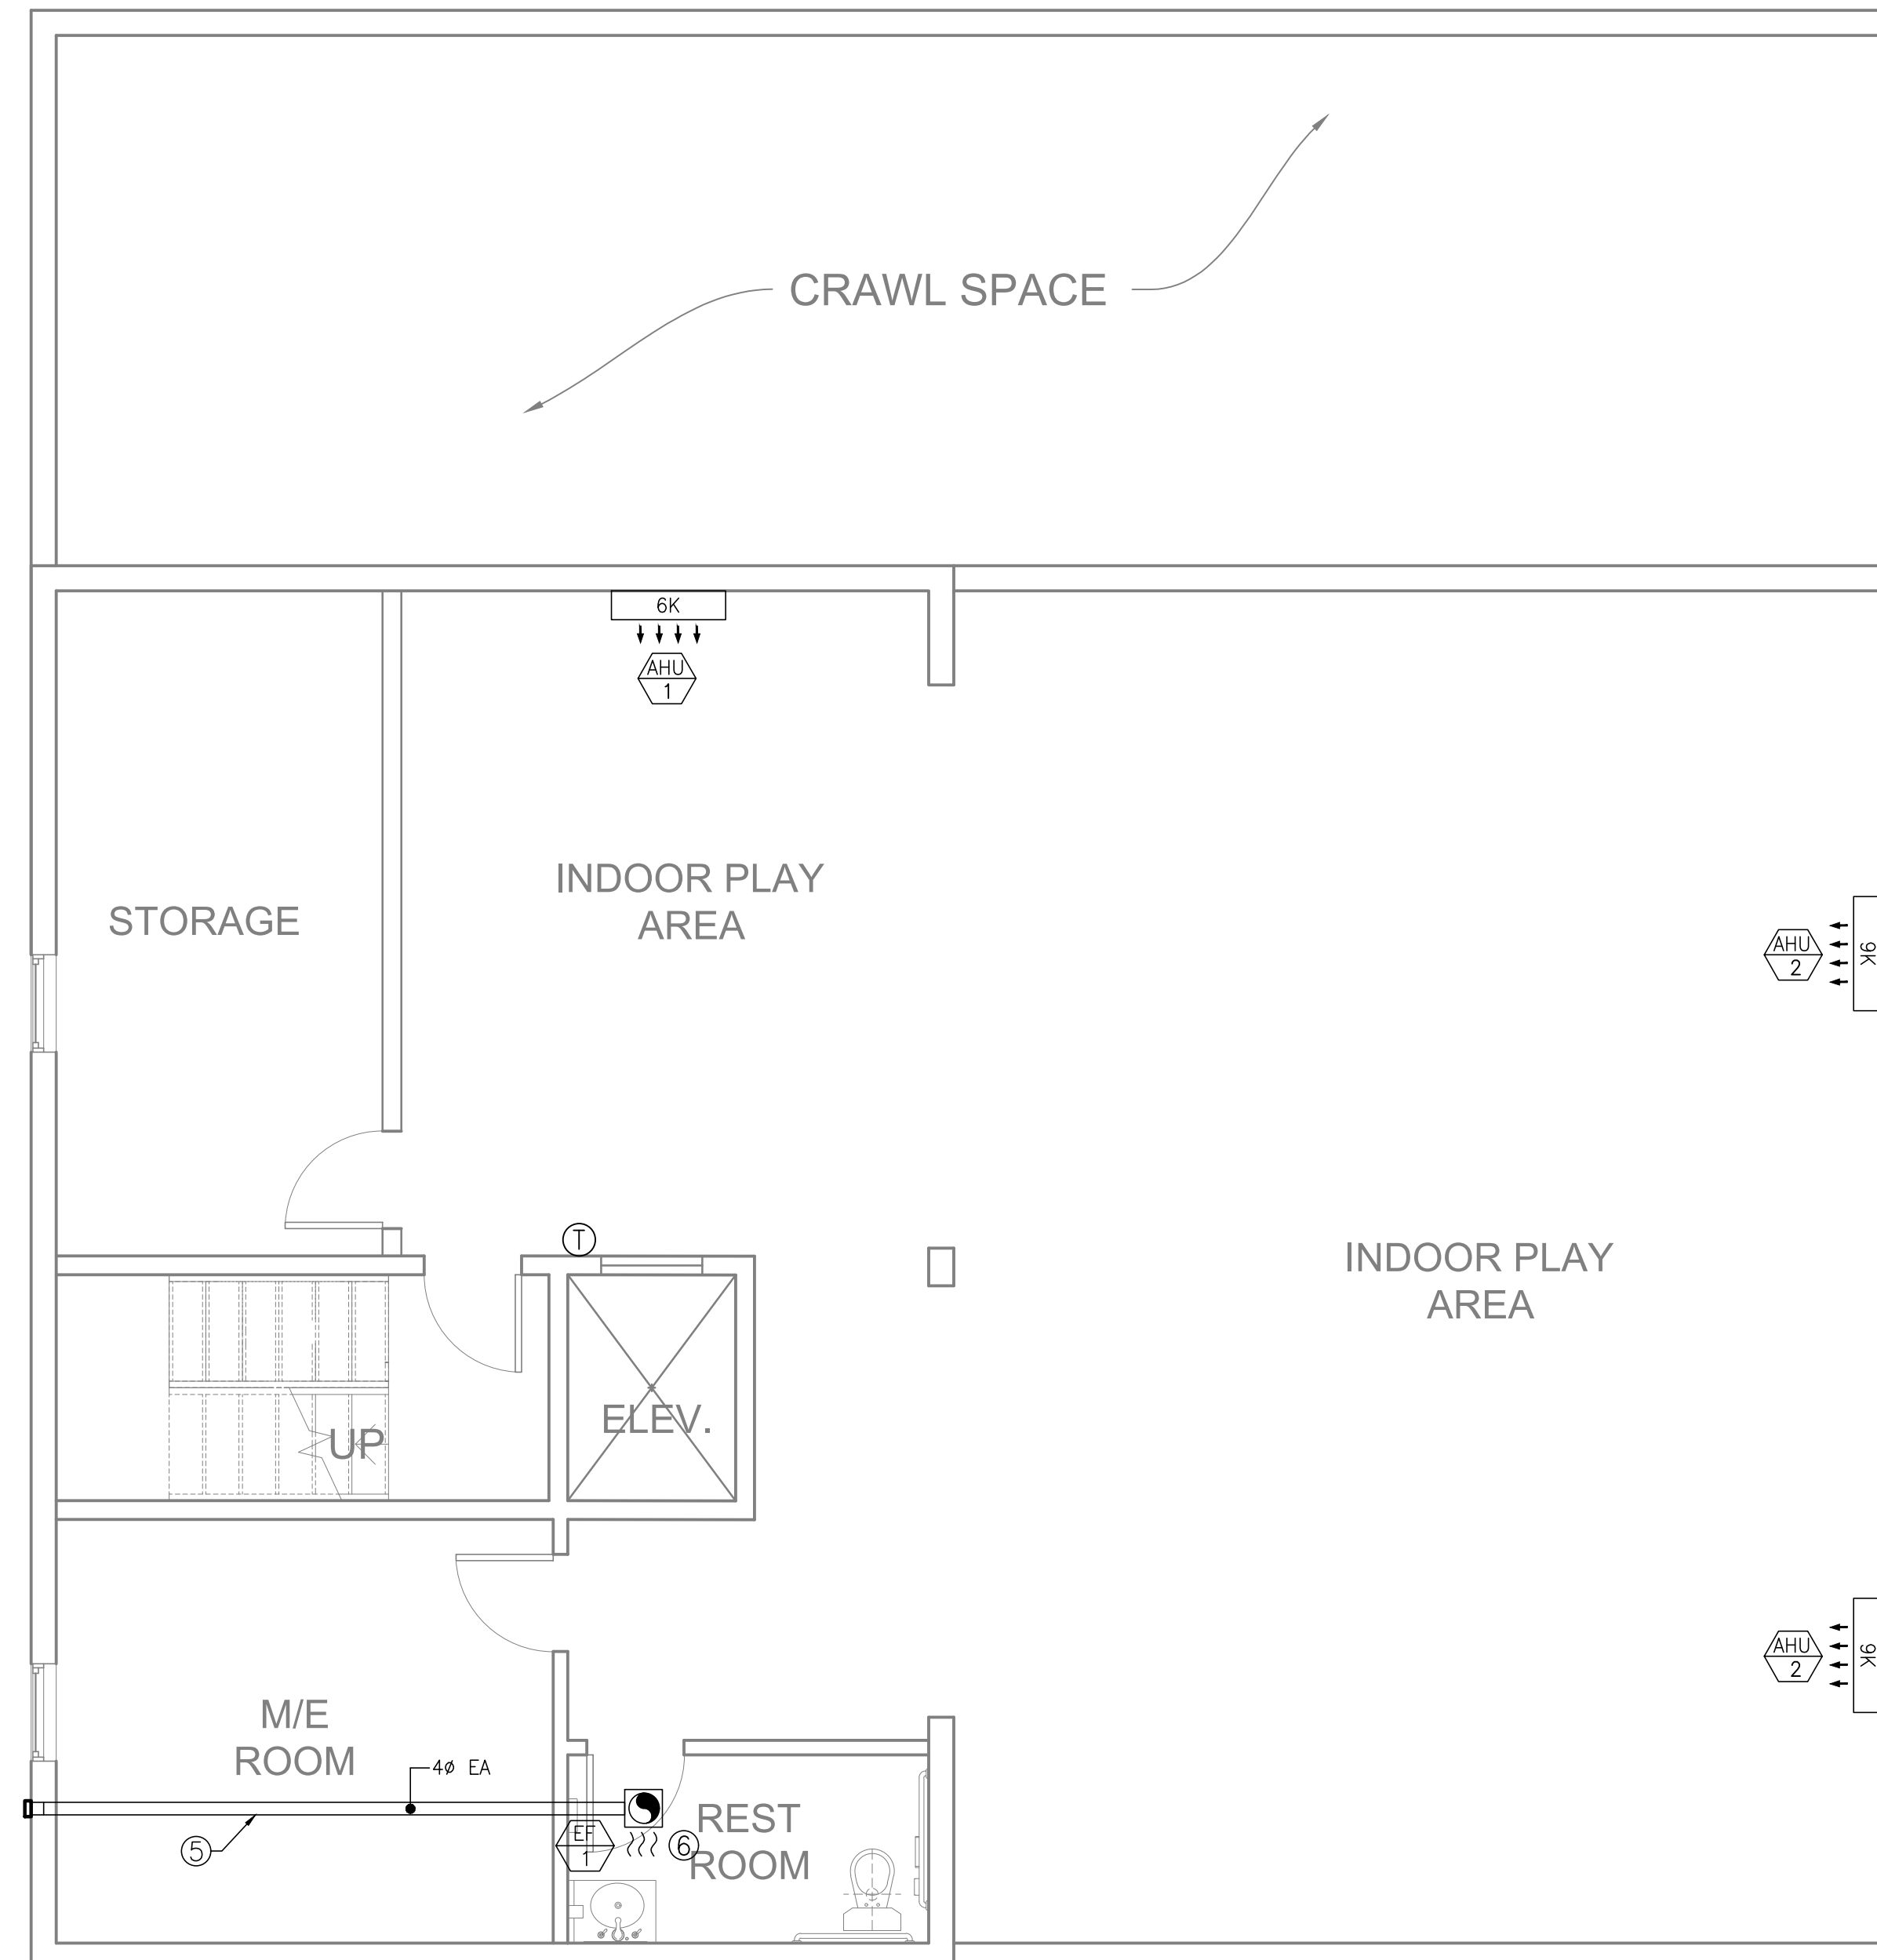 CRAWL SPACE
6K
AHU
1
INDOOR PLAY
AREA
STORAGE
AHU
2
9K
T
INDOOR PLAY
AREA
ELEV.
UP
AHU
2
9K
M/E
ROOM
4ø EA
REST
ROOM
EF
1
5
6